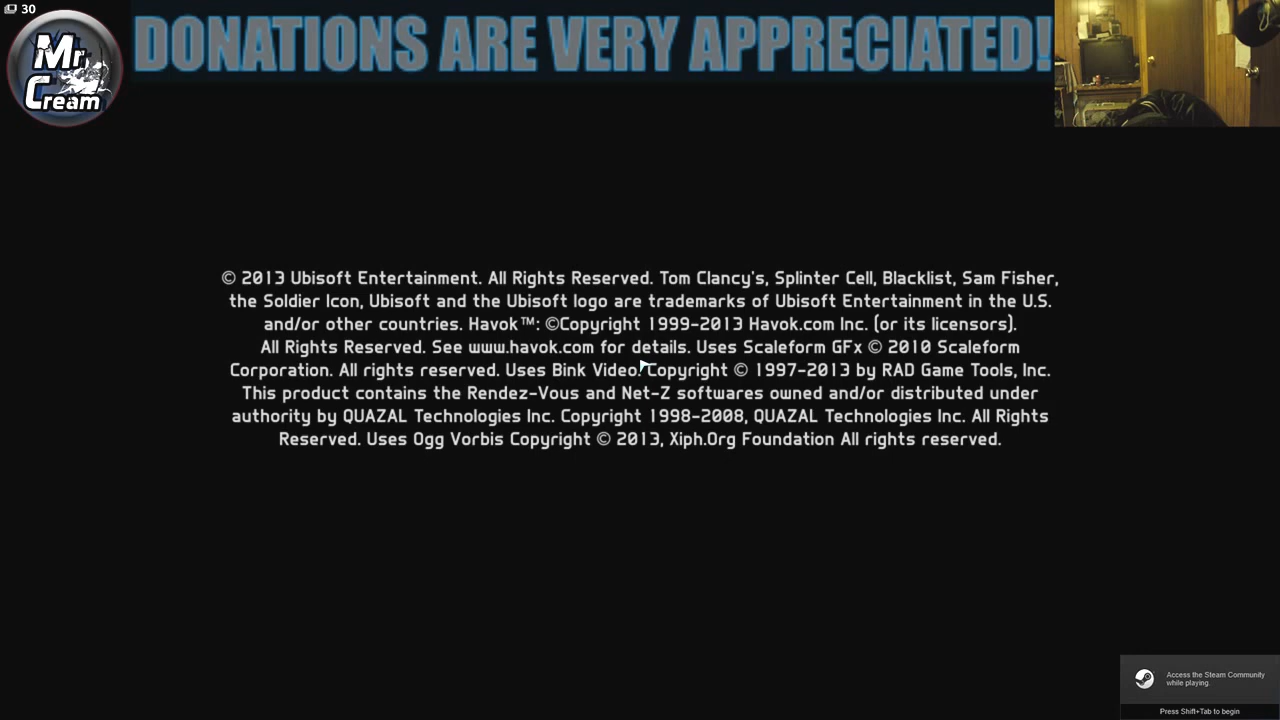 30
DONATIONS ARE VERY APPRECIATED!
Mr
Cream
© 2013 Ubisoft Entertainment. All Rights Reserved. Tom Clancy's, Splinter Cell, Blacklist, Sam Fisher,
the Soldier Icon, Ubisoft and the Ubisoft logo are trademarks of Ubisoft Entertainment in the U.S.
and/or other countries. Havok™: ©Copyright 1999-2013 Havok.com Inc. (or its licensors).
All Rights Reserved. See www.havok.com for details. Uses Scaleform GFx © 2010 Scaleform
Corporation. All rights reserved. Uses Bink Video. Copyright © 1997-2013 by RAD Game Tools, Inc.
This product contains the Rendez-Vous and Net-Z softwares owned and/or distributed under
authority by QUAZAL Technologies Inc. Copyright 1998-2008, QUAZAL Technologies Inc. All Rights
Reserved. Uses Ogg Vorbis Copyright © 2013, Xiph.Org Foundation All rights reserved.
Access the Steam Community
while playing.
Press Shift+Tab to begin